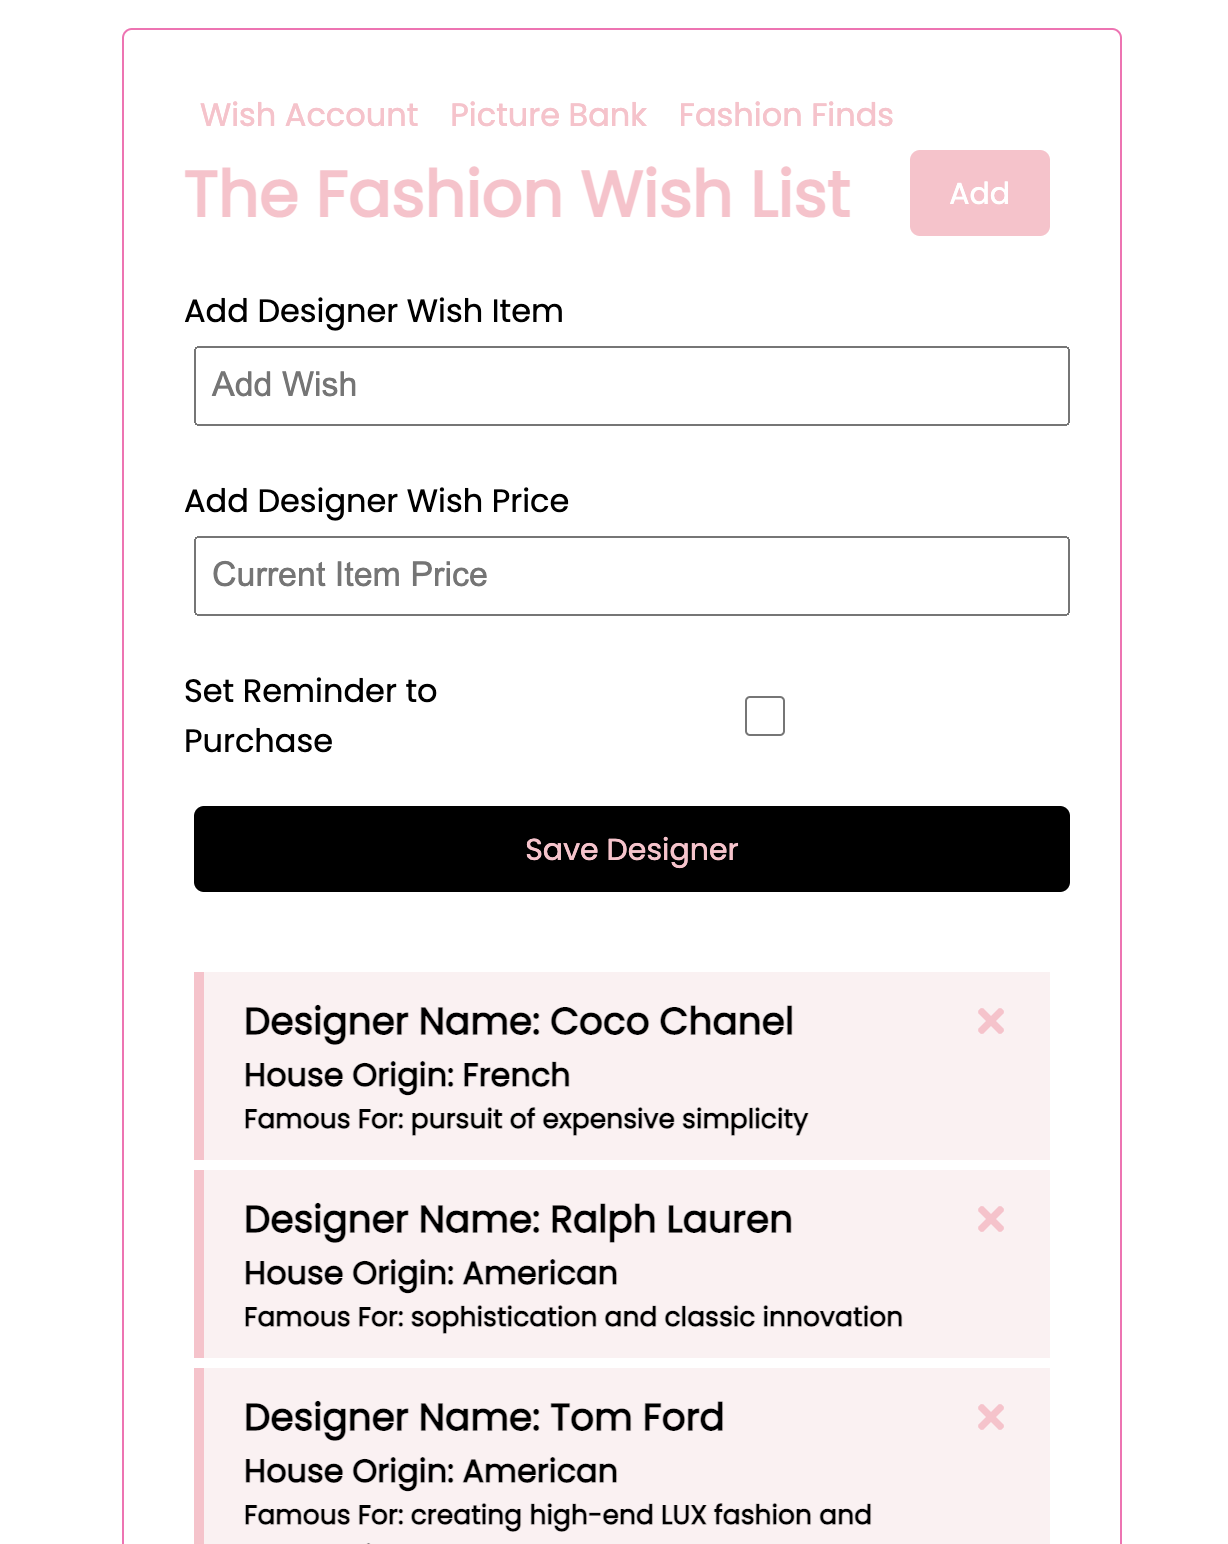 Wish Account Picture Bank Fashion Finds
The Fashion Wish List Add
Add Designer Wish Item
Add Wish
Add Designer Wish Price
Current Item Price
Set Reminder to
Purchase
Save Designer
Designer Name: Coco Chanel
House Origin: French
Famous For: pursuit of expensive simplicity
Designer Name: Ralph Lauren
House Origin: American
Famous For: sophistication and classic innovation
Designer Name: Tom Ford
House Origin: American
Famous For: creating high-end LUX fashion and